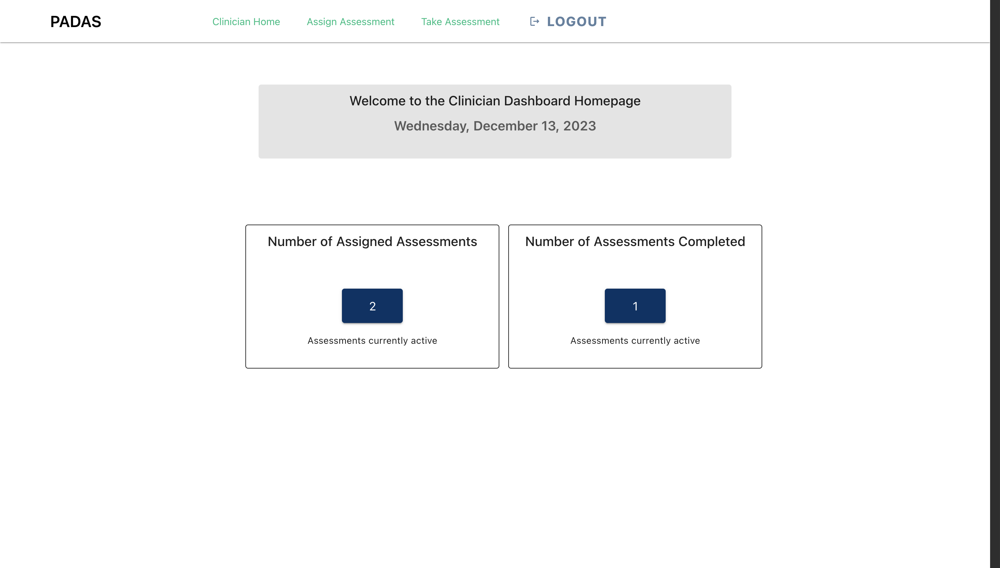 PADAS
Clinician Home
Assign Assessment
Take Assessment
LOGOUT
Welcome to the Clinician Dashboard Homepage
Wednesday, December 13, 2023
Number of Assigned Assessments
2
Assessments currently active
Number of Assessments Completed
1
Assessments currently active